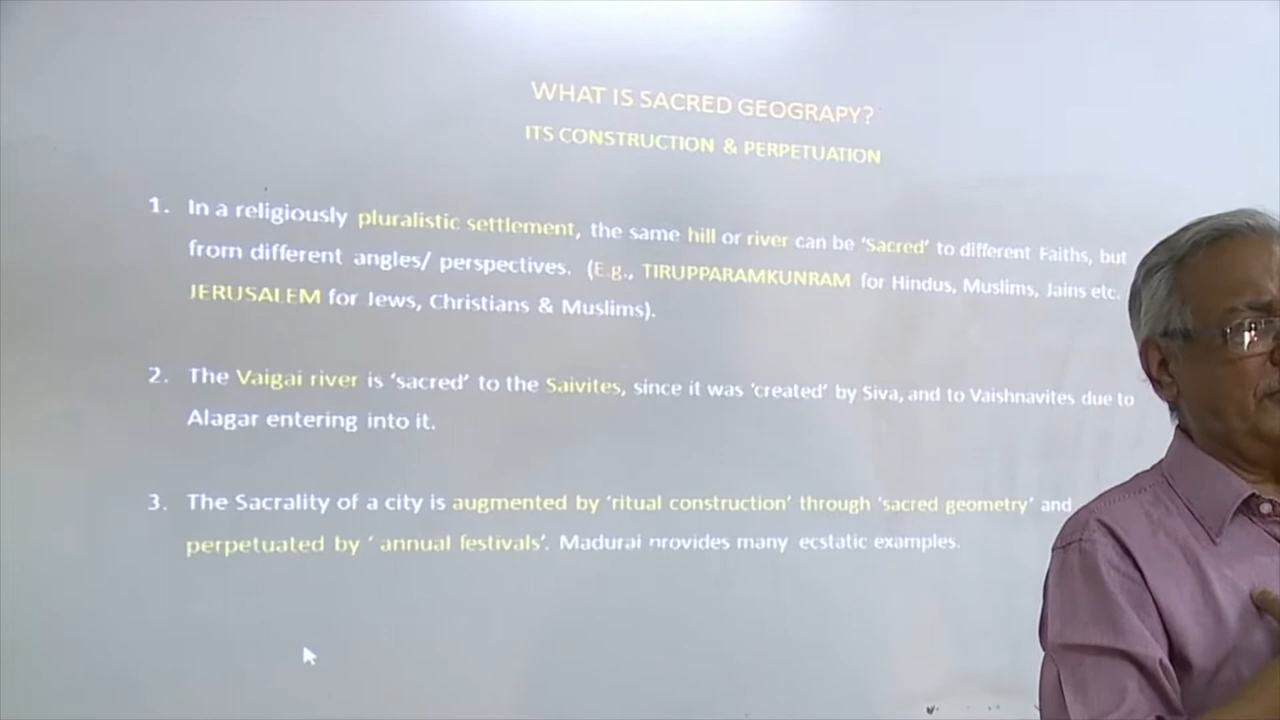 WHAT IS SACRED GEOGRAPY?
ITS CONSTRUCTION & PERPETUATION
1. In a religiously pluralistic settlement, the same hill or river can be ‘Sacred’ to different Faiths, but
from different angles/ perspectives. (E.g., TIRUPPARAMKUNRAM for Hindus, Muslims, Jains etc.
JERUSALEM for Jews, Christians & Muslims).
2. The Vaigai river is ‘sacred’ to the Saivites, since it was ‘created’ by Siva, and to Vaishnavites due to
Alagar entering into it.
3. The Sacrality of a city is augmented by ‘ritual construction’ through ‘sacred geometry’ and
perpetuated by ‘ annual festivals’. Madurai provides many ecstatic examples.